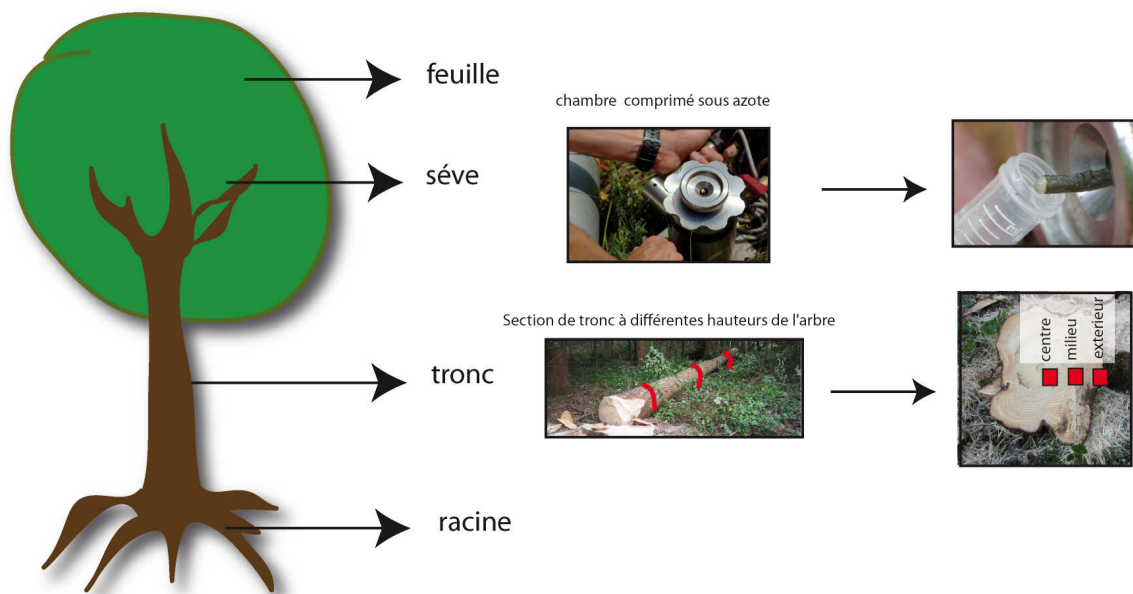 feuille
chambre comprimé sous azote
séve
Section de tronc à différentes hauteurs de l'arbre
centre
milieu
exterieur
tronc
racine